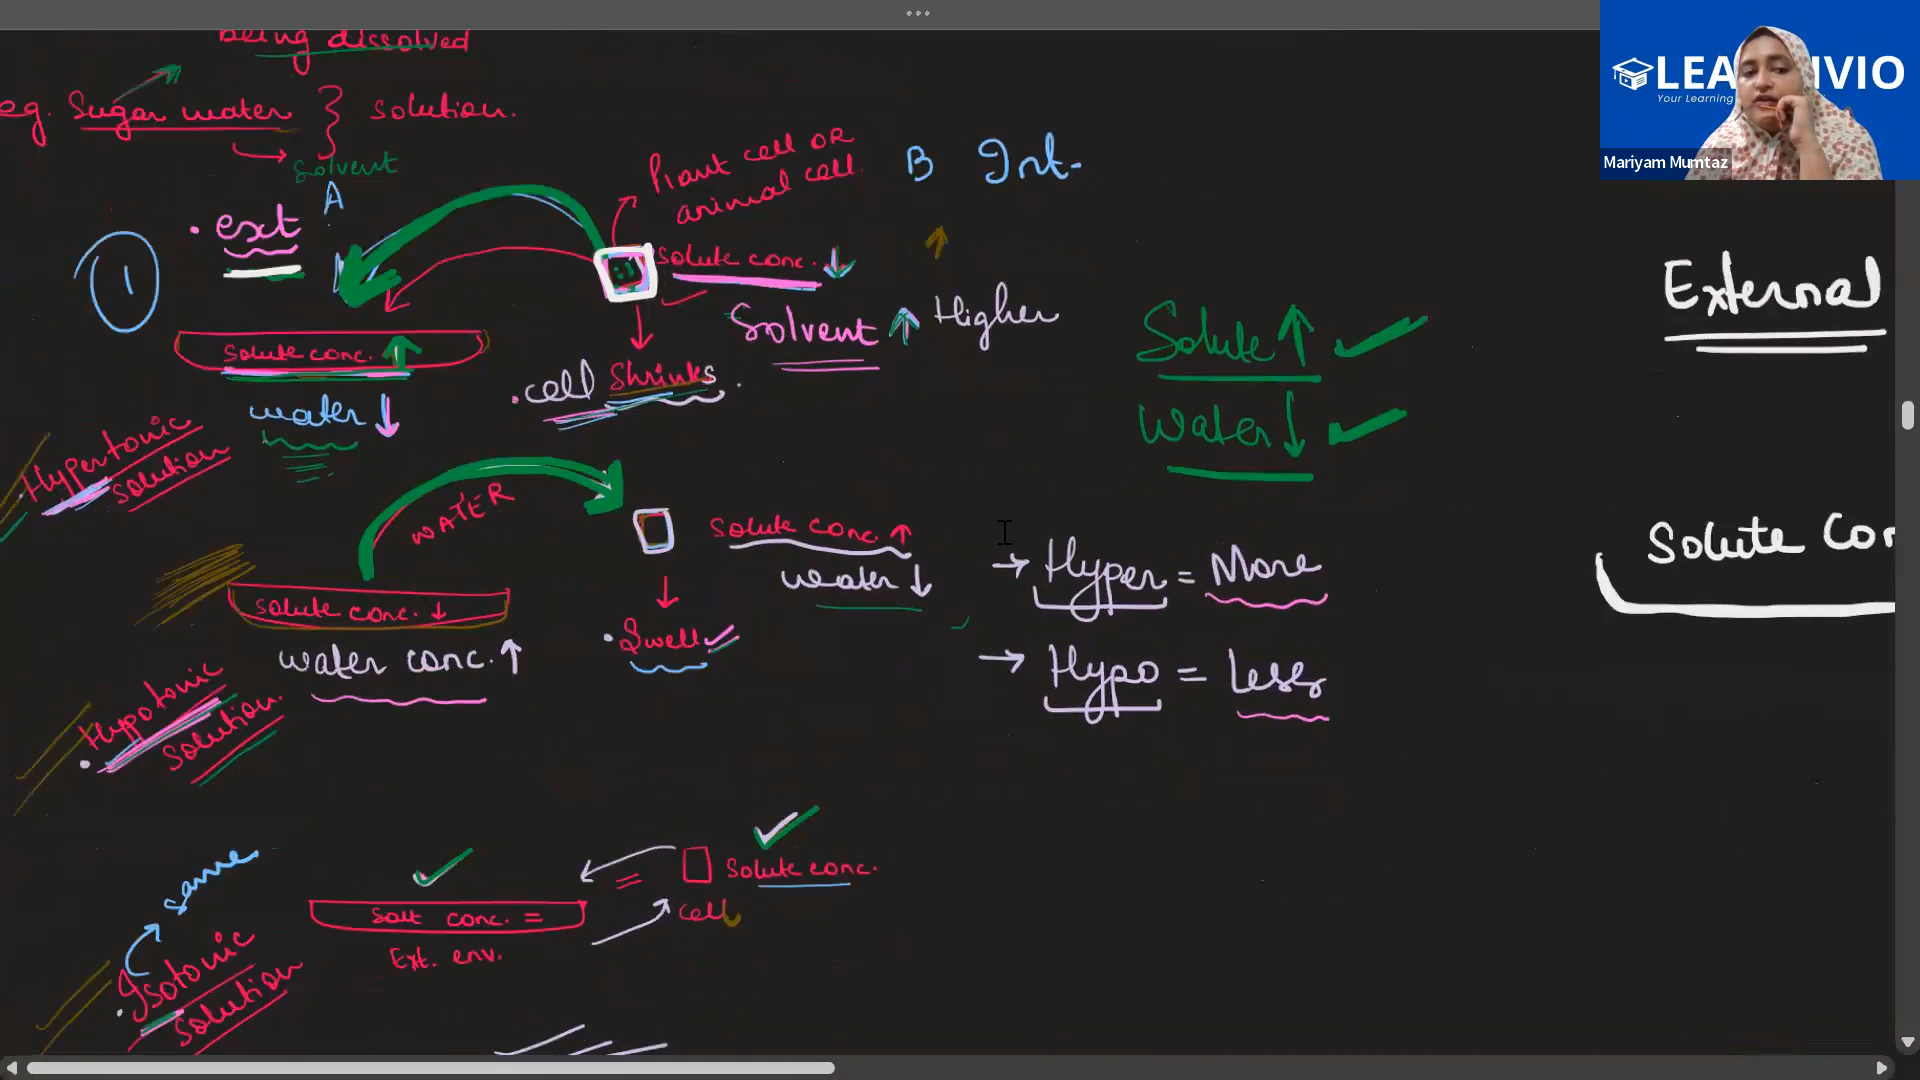 being dissolved
eg. Sugar water } solution.
solvent
A
. ext
1
Plant cell OR
animal cell.
B Int.
solute conc. ↓
Solvent ↑ Higher
solute conc. ↑
water ↓
.cell shrinks.
Hypertonic
solution
Solute ↑ ✓
Water ↓ ✓
External
WATER
solute conc. ↑
water ↓
solute conc. ↓
water conc. ↑
. Swell ✓
Hypotonic
. solution.
→ Hyper = More
→ Hypo = Less
Solute Con
same
. Isotonic
solution
✓
Salt conc. =
Ext. env.
=
✓
Solute conc.
cell
LEA IVIO
Your Learning
Mariyam Mumtaz